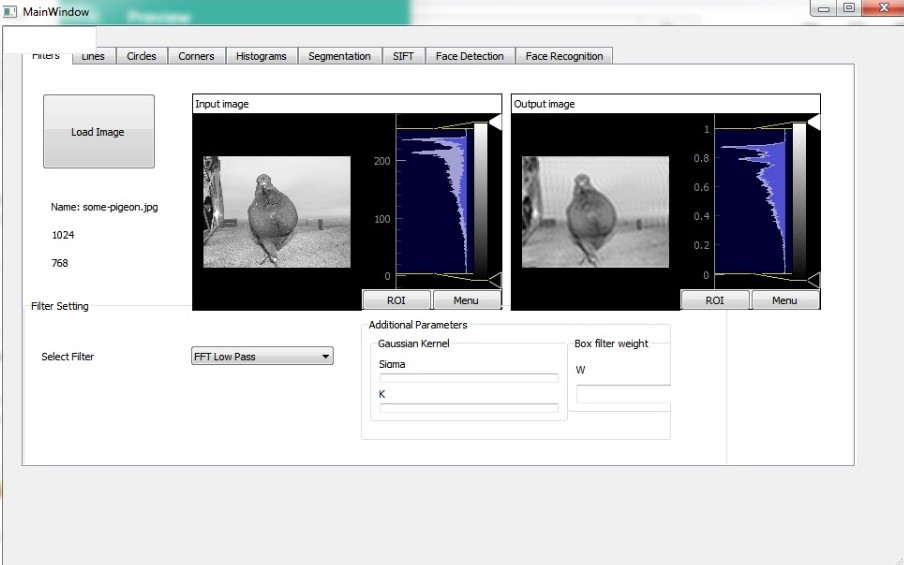 Preview
MainWindow
Filters Lines Circles Corners Histograms Segmentation SIFT Face Detection Face Recognition
Load Image
Input image
200
100
0
ROI Menu
Output image
1
0.8
0.6
0.4
0.2
0
ROI Menu
Name: some-pigeon.jpg
1024
768
Filter Setting
Select Filter
FFT Low Pass
Additional Parameters
Gaussian Kernel
Sigma
K
Box filter weight
W